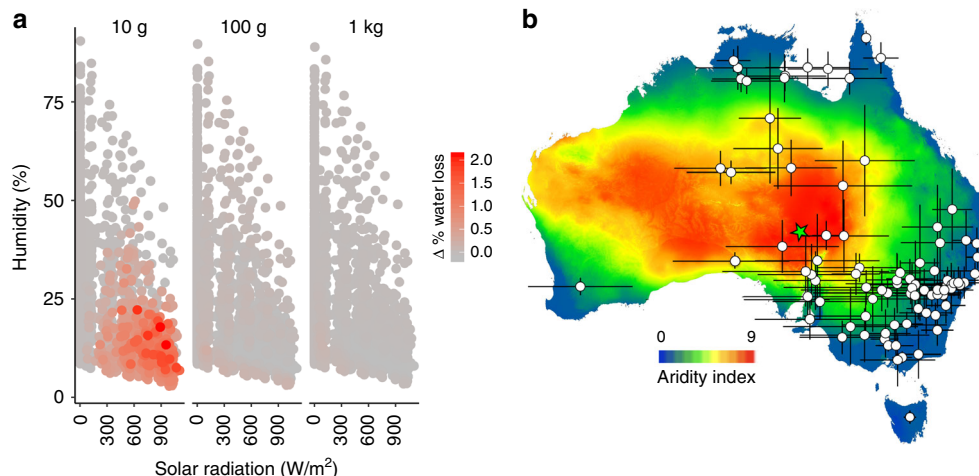 a
10 g 100 g 1 kg
Humidity (%)
75
50
25
0
0 300 600 900 0 300 600 900 0 300 600 900
Solar radiation (W/m²)
Δ % water loss
2.0
1.5
1.0
0.5
0.0
b
0 9
Aridity index